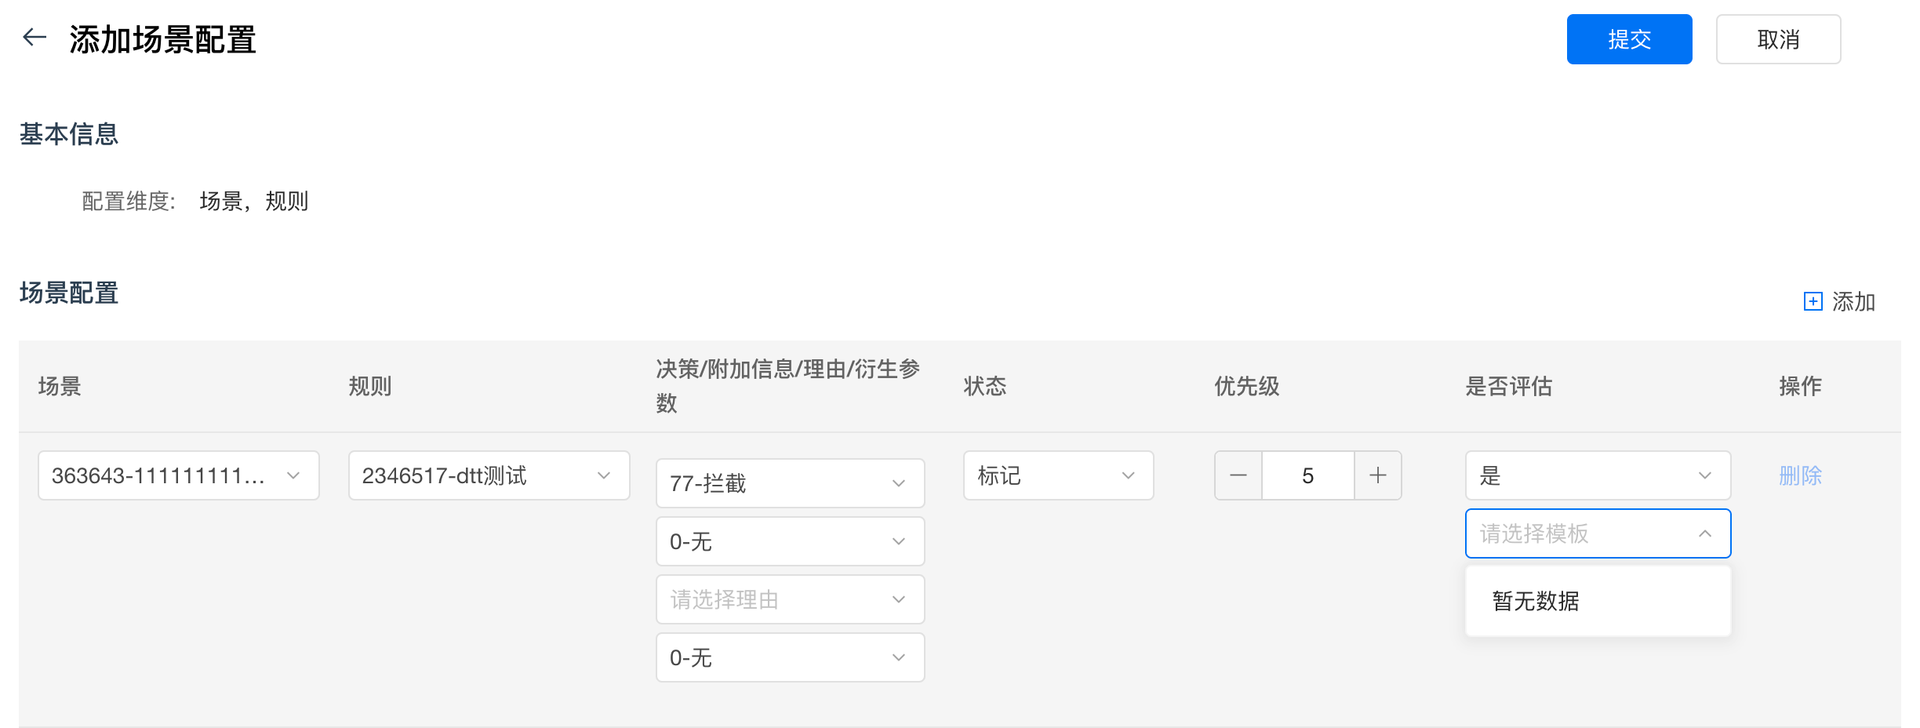 添加场景配置
提交
取消
基本信息
配置维度: 场景，规则
场景配置
添加
场景
规则
决策/附加信息/理由/衍生参
数
状态
优先级
是否评估
操作
363643-111111111...
2346517-dtt测试
77-拦截
0-无
请选择理由
0-无
标记
5
是
请选择模板
暂无数据
删除